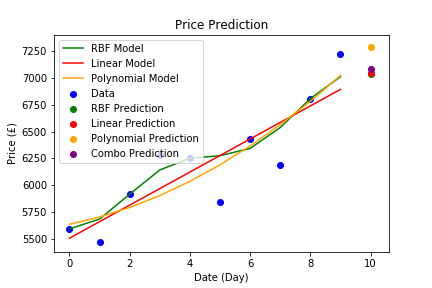 Price Prediction
7250
7000
6750
6500
6250
6000
5750
5500
Price (£)
RBF Model
Linear Model
Polynomial Model
Data
RBF Prediction
Linear Prediction
Polynomial Prediction
Combo Prediction
0
2
4
6
8
10
Date (Day)